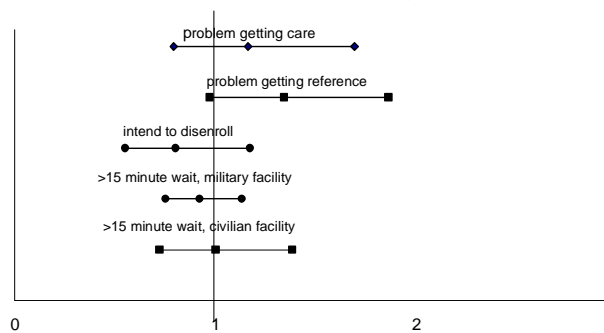 problem getting care
problem getting reference
intend to disenroll
>15 minute wait, military facility
>15 minute wait, civilian facility
0 1 2